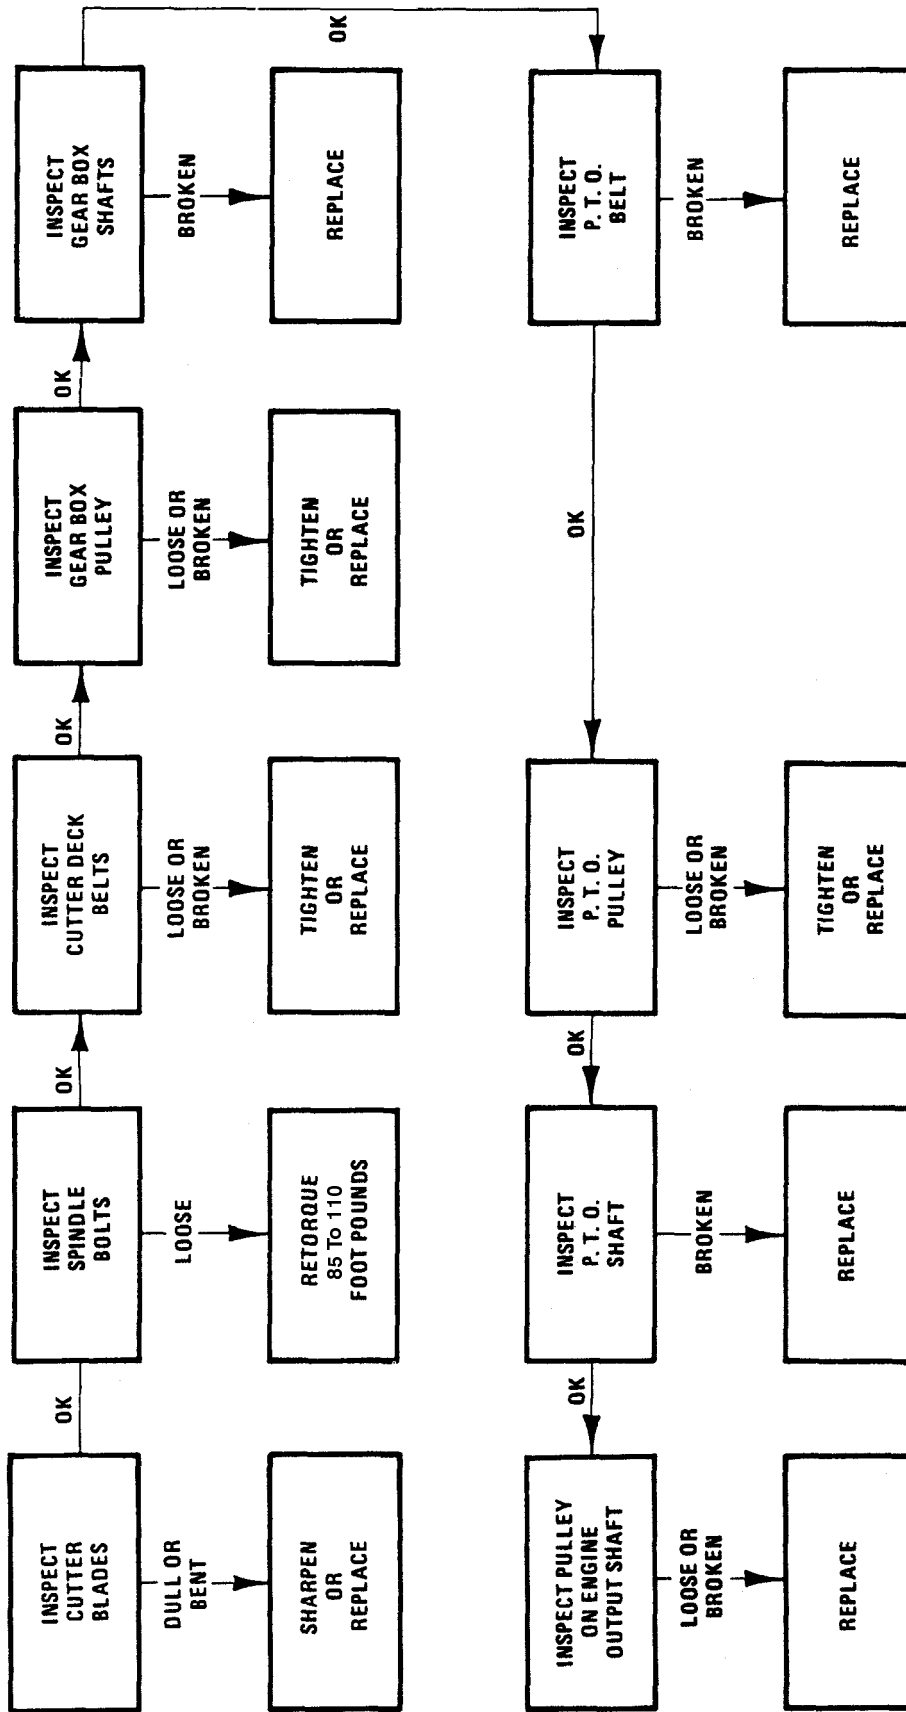 INSPECT
CUTTER
BLADES
OK
INSPECT
SPINDLE
BOLTS
OK
INSPECT
CUTTER DECK
BELTS
OK
INSPECT
GEAR BOX
PULLEY
OK
INSPECT
GEAR BOX
SHAFTS
OK
DULL OR
BENT
LOOSE
LOOSE OR
BROKEN
LOOSE OR
BROKEN
BROKEN
SHARPEN
OR
REPLACE
RETORQUE
85 To 110
FOOT POUNDS
TIGHTEN
OR
REPLACE
TIGHTEN
OR
REPLACE
REPLACE
INSPECT PULLEY
ON ENGINE
OUTPUT SHAFT
OK
INSPECT
P. T. O.
SHAFT
OK
INSPECT
P. T. O.
PULLEY
OK
INSPECT
P. T. O.
BELT
LOOSE OR
BROKEN
BROKEN
LOOSE OR
BROKEN
BROKEN
REPLACE
REPLACE
TIGHTEN
OR
REPLACE
REPLACE